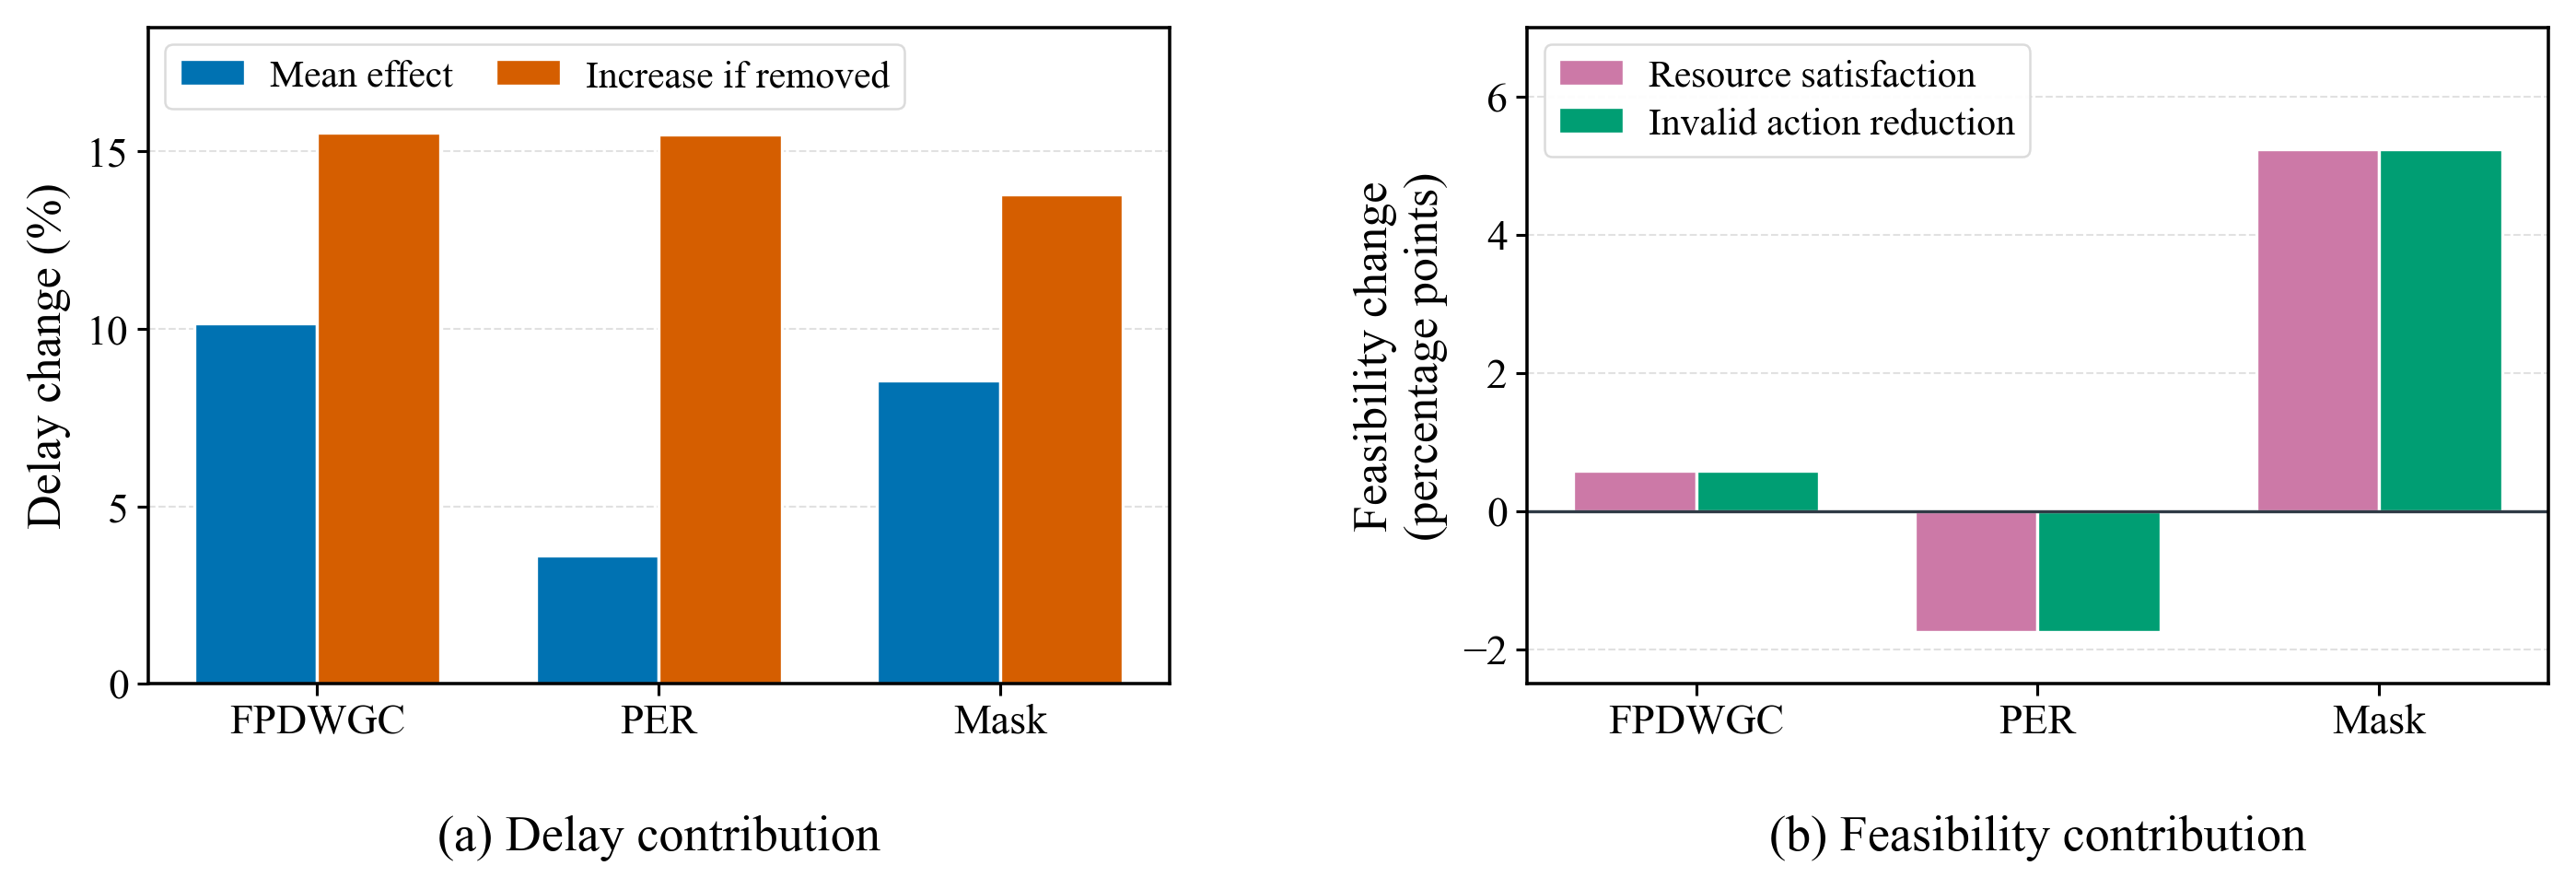 Mean effect
Increase if removed
Delay change (%)
15
10
5
0
FPDWGC
PER
Mask
(a) Delay contribution
Resource satisfaction
Invalid action reduction
Feasibility change
(percentage points)
6
4
2
0
−2
FPDWGC
PER
Mask
(b) Feasibility contribution